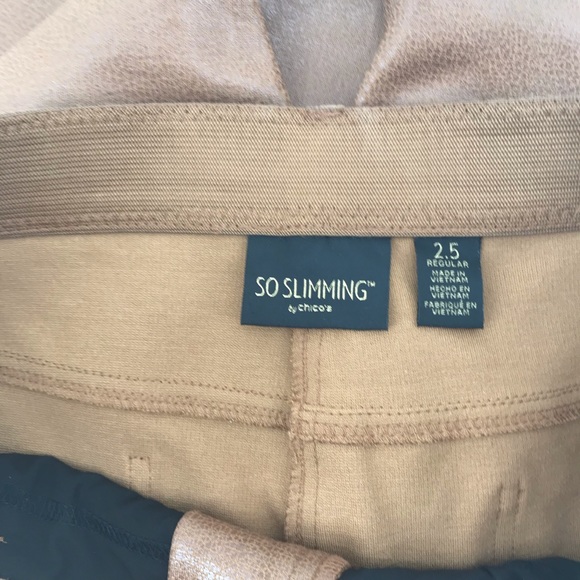 SO SLIMMING™
by chico's
2.5
REGULAR
MADE IN
VIETNAM
HECHO EN
VIETNAM
FABRIQUÉ EN
VIETNAM